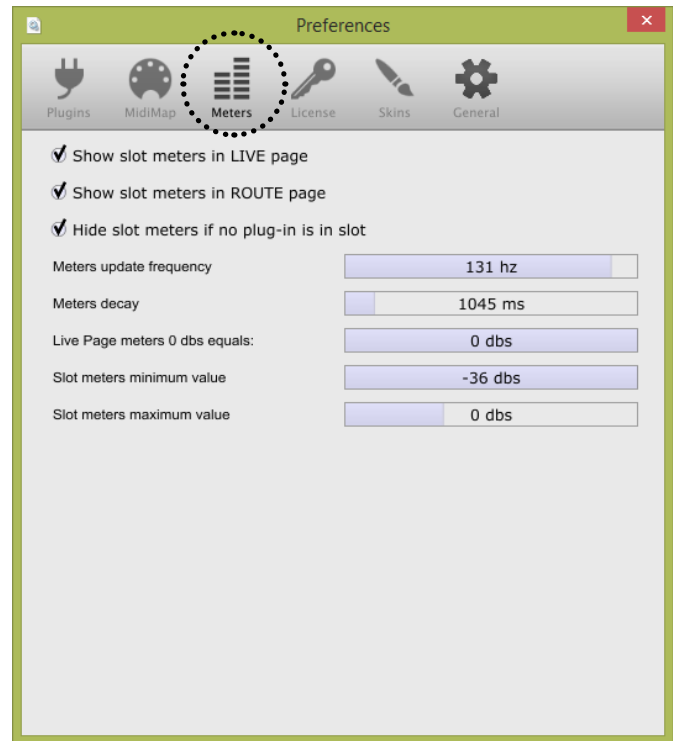 Preferences
Plugins MidiMap Meters License Skins General
Show slot meters in LIVE page
Show slot meters in ROUTE page
Hide slot meters if no plug-in is in slot
Meters update frequency 131 hz
Meters decay 1045 ms
Live Page meters 0 dbs equals: 0 dbs
Slot meters minimum value -36 dbs
Slot meters maximum value 0 dbs